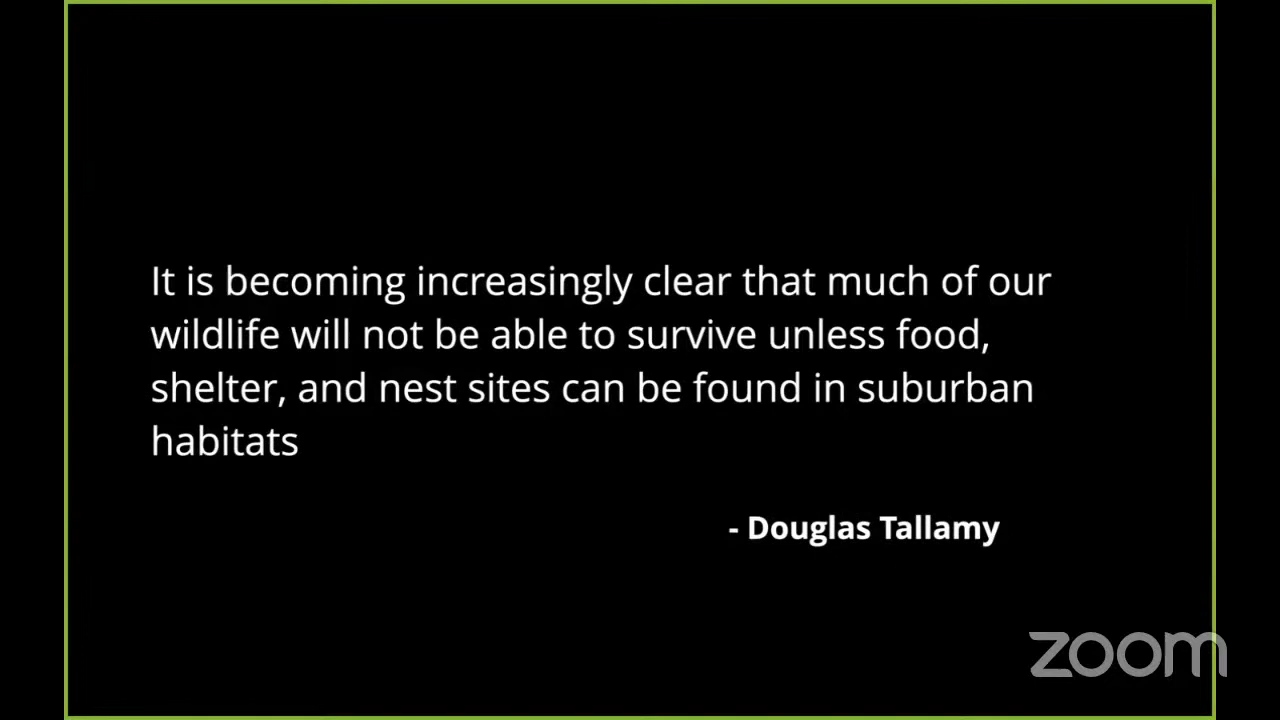 It is becoming increasingly clear that much of our
wildlife will not be able to survive unless food,
shelter, and nest sites can be found in suburban
habitats
- Douglas Tallamy
zoom